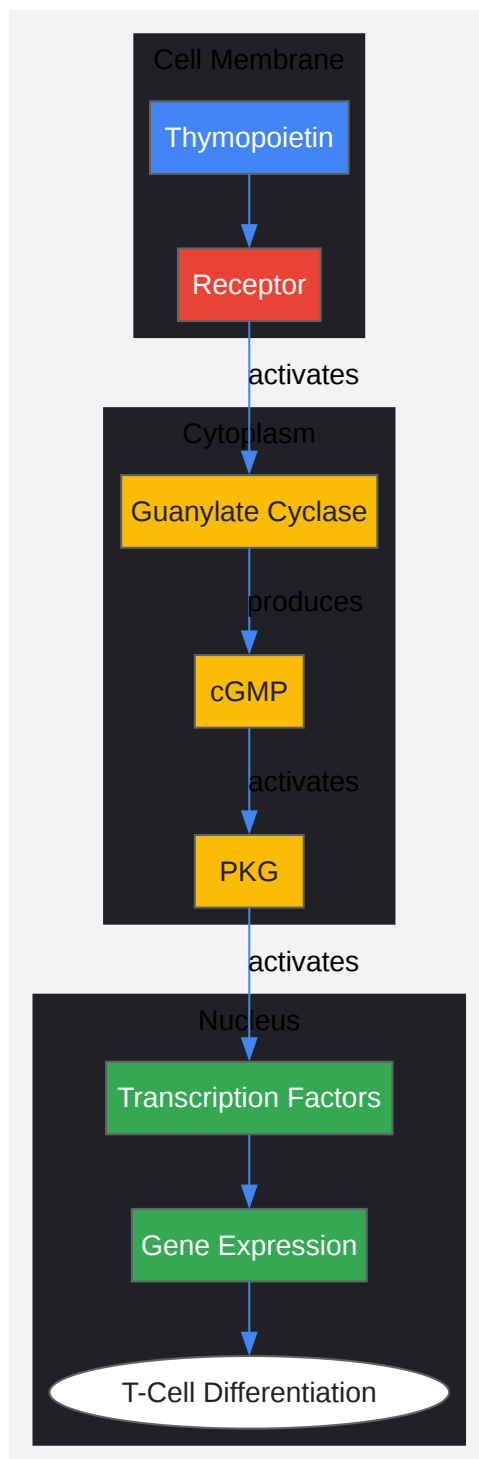 Cell Membrane
Thymopoietin
Receptor
activates
Cytoplasm
Guanylate Cyclase
produces
cGMP
activates
PKG
activates
Nucleus
Transcription Factors
Gene Expression
T-Cell Differentiation